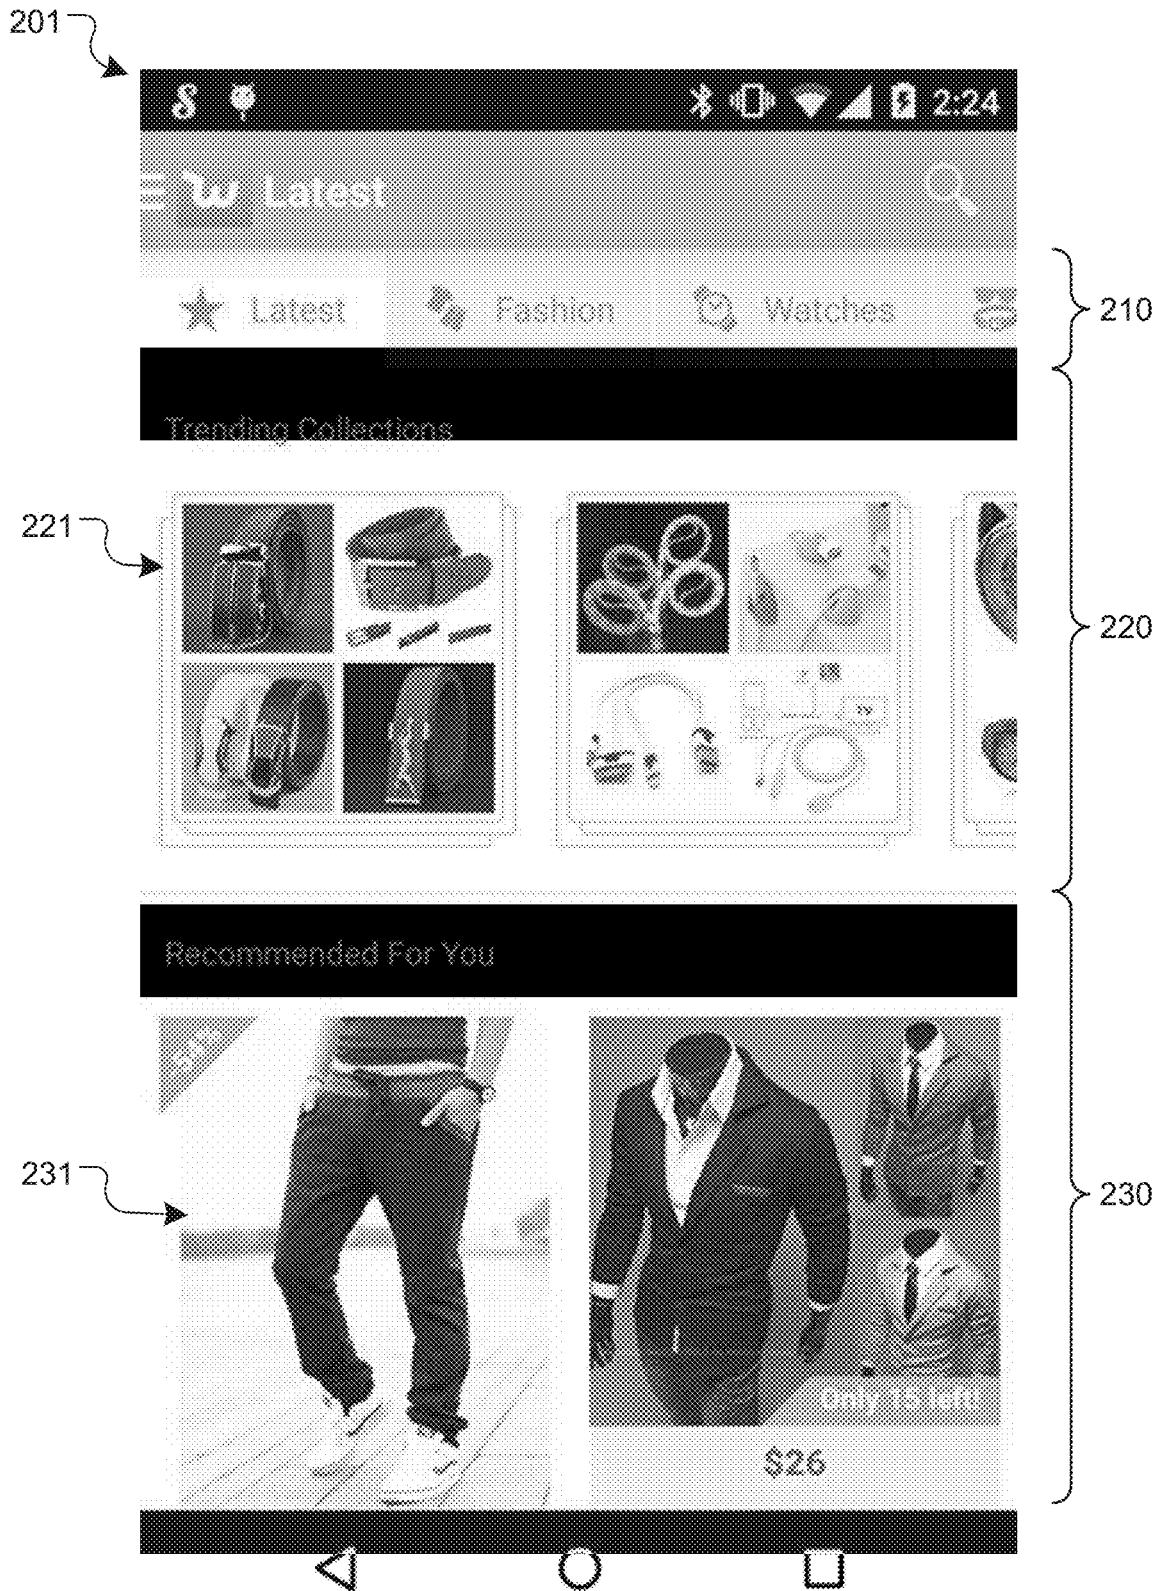 201
S 2:24
w Latest
Latest Fashion Watches
210
Trending Collections
221
220
Recommended For You
231
230
Only 15 left!
$26